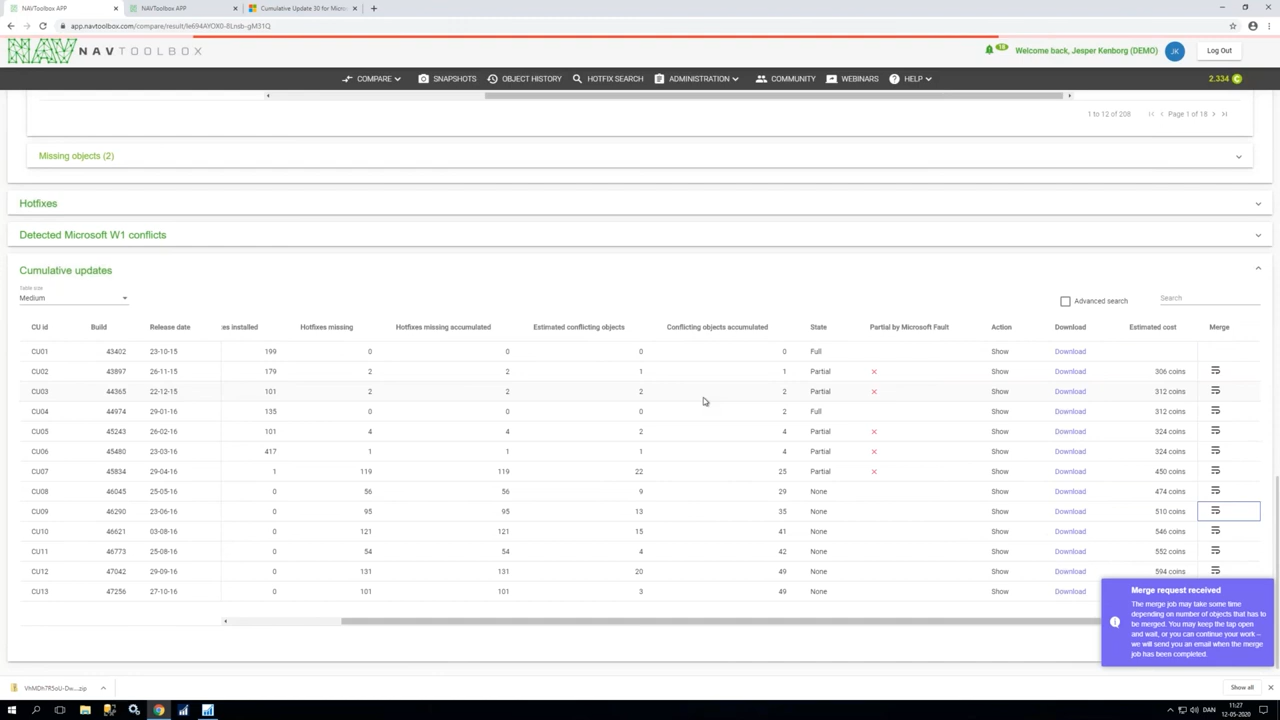 NAVToolbox APP
NAVToolbox APP
Cumulative Update 30 for Micros
NAVTOOLBOX
18
Welcome back, Jesper Kenborg (DEMO)
JK
Log Out
COMPARE
SNAPSHOTS
OBJECT HISTORY
HOTFIX SEARCH
ADMINISTRATION
COMMUNITY
WEBINARS
HELP
2.334
1 to 12 of 208
Page 1 of 18
Missing objects (2)
Hotfixes
Detected Microsoft W1 conflicts
Cumulative updates
Table size
Medium
Advanced search
Search
CU id Build Release date es installed Hotfixes missing Hotfixes missing accumulated Estimated conflicting objects Conflicting objects accumulated State Partial by Microsoft Fault Action Download Estimated cost Merge
CU01 43402 23-10-15 199 0 0 0 0 Full Show Download
CU02 43897 26-11-15 179 2 2 1 1 Partial Show Download 306 coins
CU03 44365 22-12-15 101 2 2 2 2 Partial Show Download 312 coins
CU04 44974 29-01-16 135 0 0 0 2 Full Show Download 312 coins
CU05 45243 26-02-16 101 4 4 2 4 Partial Show Download 324 coins
CU06 45480 23-03-16 417 1 1 1 4 Partial Show Download 324 coins
CU07 45834 29-04-16 1 119 119 22 25 Partial Show Download 450 coins
CU08 46045 25-05-16 0 56 56 9 29 None Show Download 474 coins
CU09 46290 23-06-16 0 95 95 13 35 None Show Download 510 coins
CU10 46621 03-08-16 0 121 121 15 41 None Show Download 546 coins
CU11 46773 25-08-16 0 54 54 4 42 None Show Download 552 coins
CU12 47042 29-09-16 0 131 131 20 49 None Show Download 594 coins
CU13 47256 27-10-16 0 101 101 3 49 None Show Download
Merge request received
The merge job may take some time
depending on number of objects that has to
be merged. You may keep the tap open
and wait, or you can continue your work –
we will send you an email when the merge
job has been completed.
Show all
DAN
11:27
12-05-2020